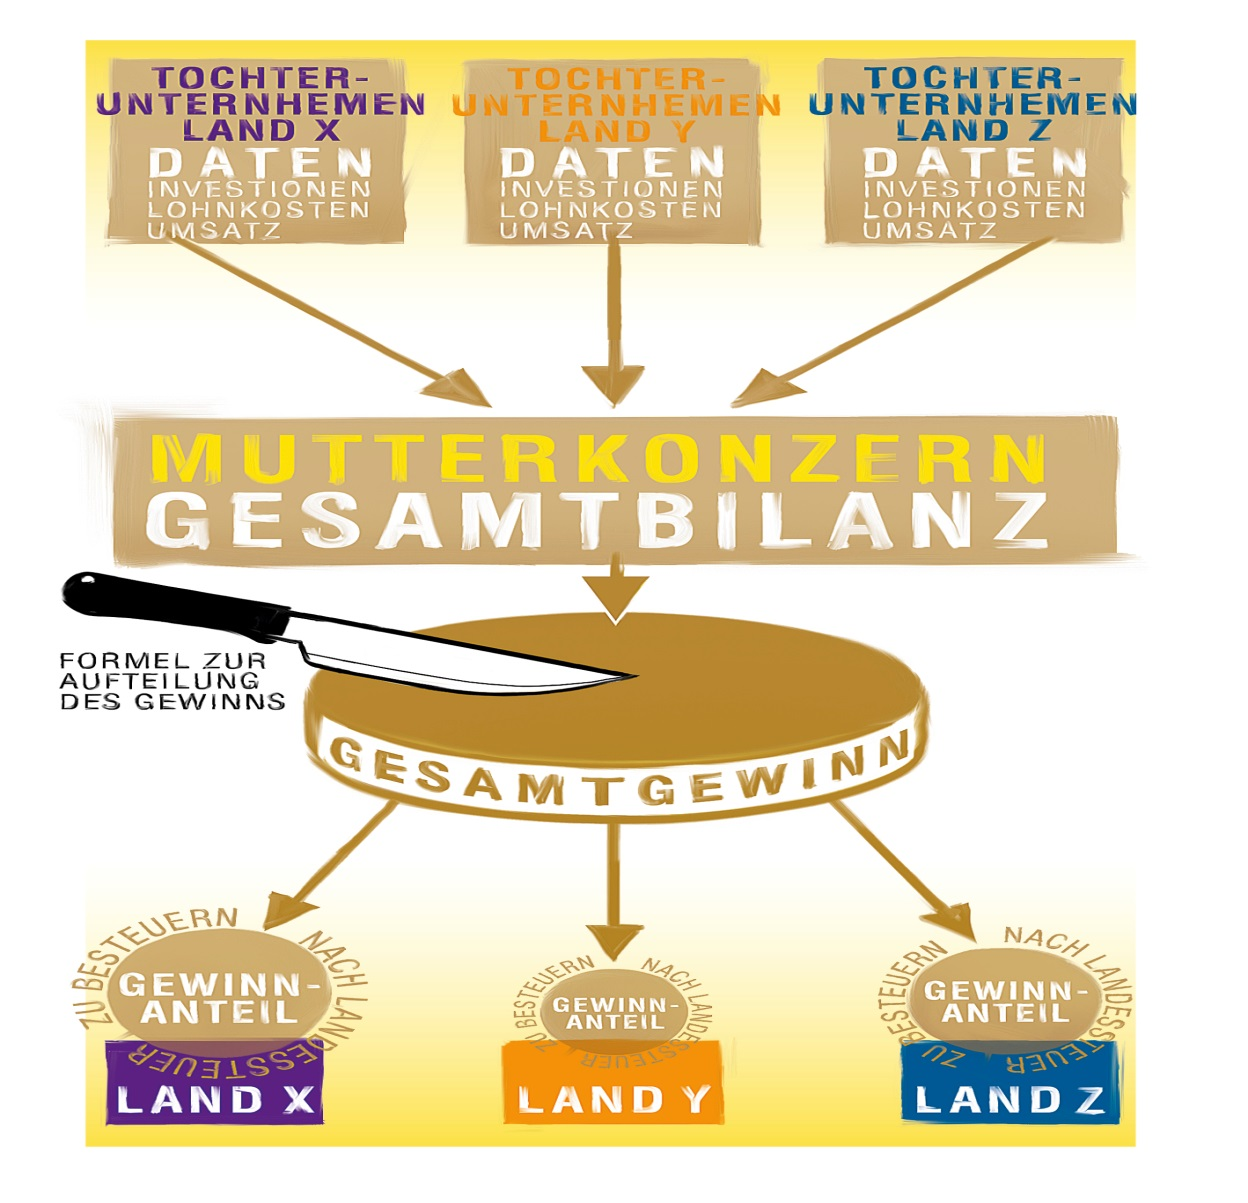 TOCHTER-
UNTERNHEMEN
LAND X
DATEN
INVESTIONEN
LOHNKOSTEN
UMSATZ
TOCHTER-
UNTERNHEMEN
LAND Y
DATEN
INVESTIONEN
LOHNKOSTEN
UMSATZ
TOCHTER-
UNTERNHEMEN
LAND Z
DATEN
INVESTIONEN
LOHNKOSTEN
UMSATZ
MUTTERKONZERN
GESAMTBILANZ
FORMEL ZUR
AUFTEILUNG
DES GEWINNS
GESAMTGEWINN
NACH LANDESSTEUER ZU BESTEUERN
GEWINN-
ANTEIL
LAND X
NACH LANDESSTEUER ZU BESTEUERN
GEWINN-
ANTEIL
LAND Y
NACH LANDESSTEUER ZU BESTEUERN
GEWINN-
ANTEIL
LAND Z